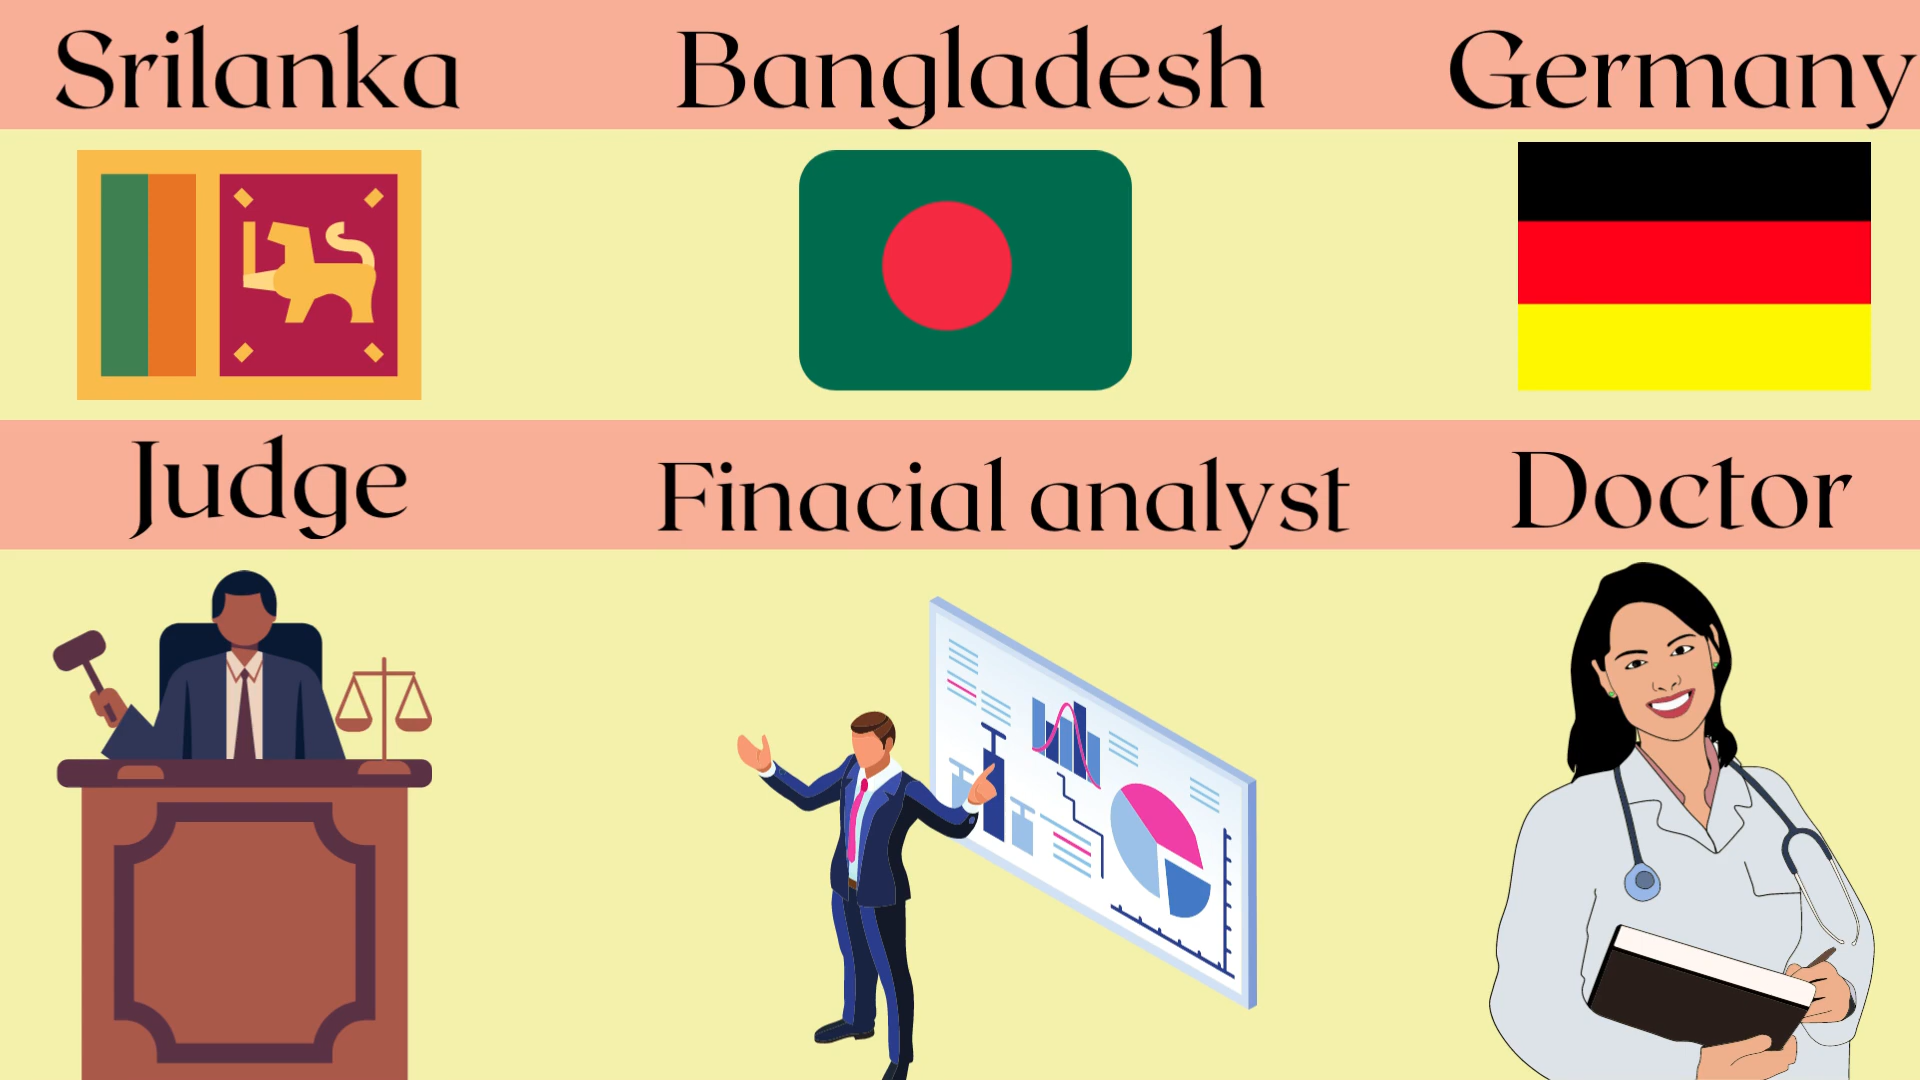 Srilanka
Bangladesh
Germany
Judge
Finacial analyst
Doctor